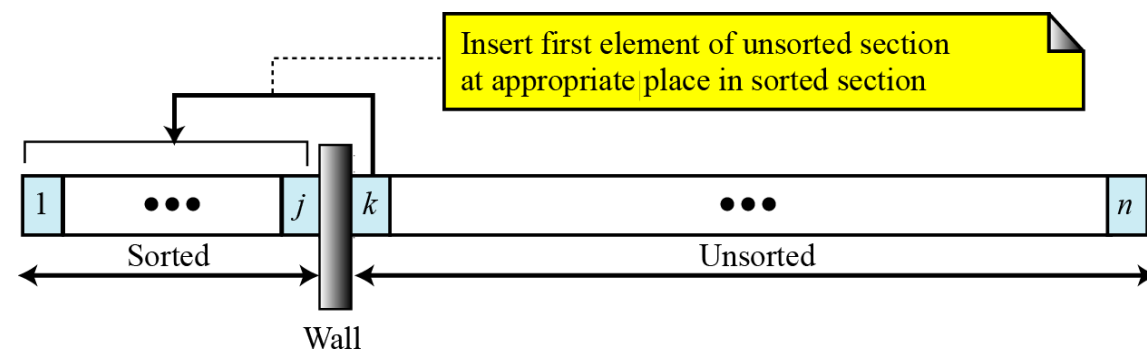 Insert first element of unsorted section
at appropriate place in sorted section
1 ••• j k ••• n
Sorted Unsorted
Wall